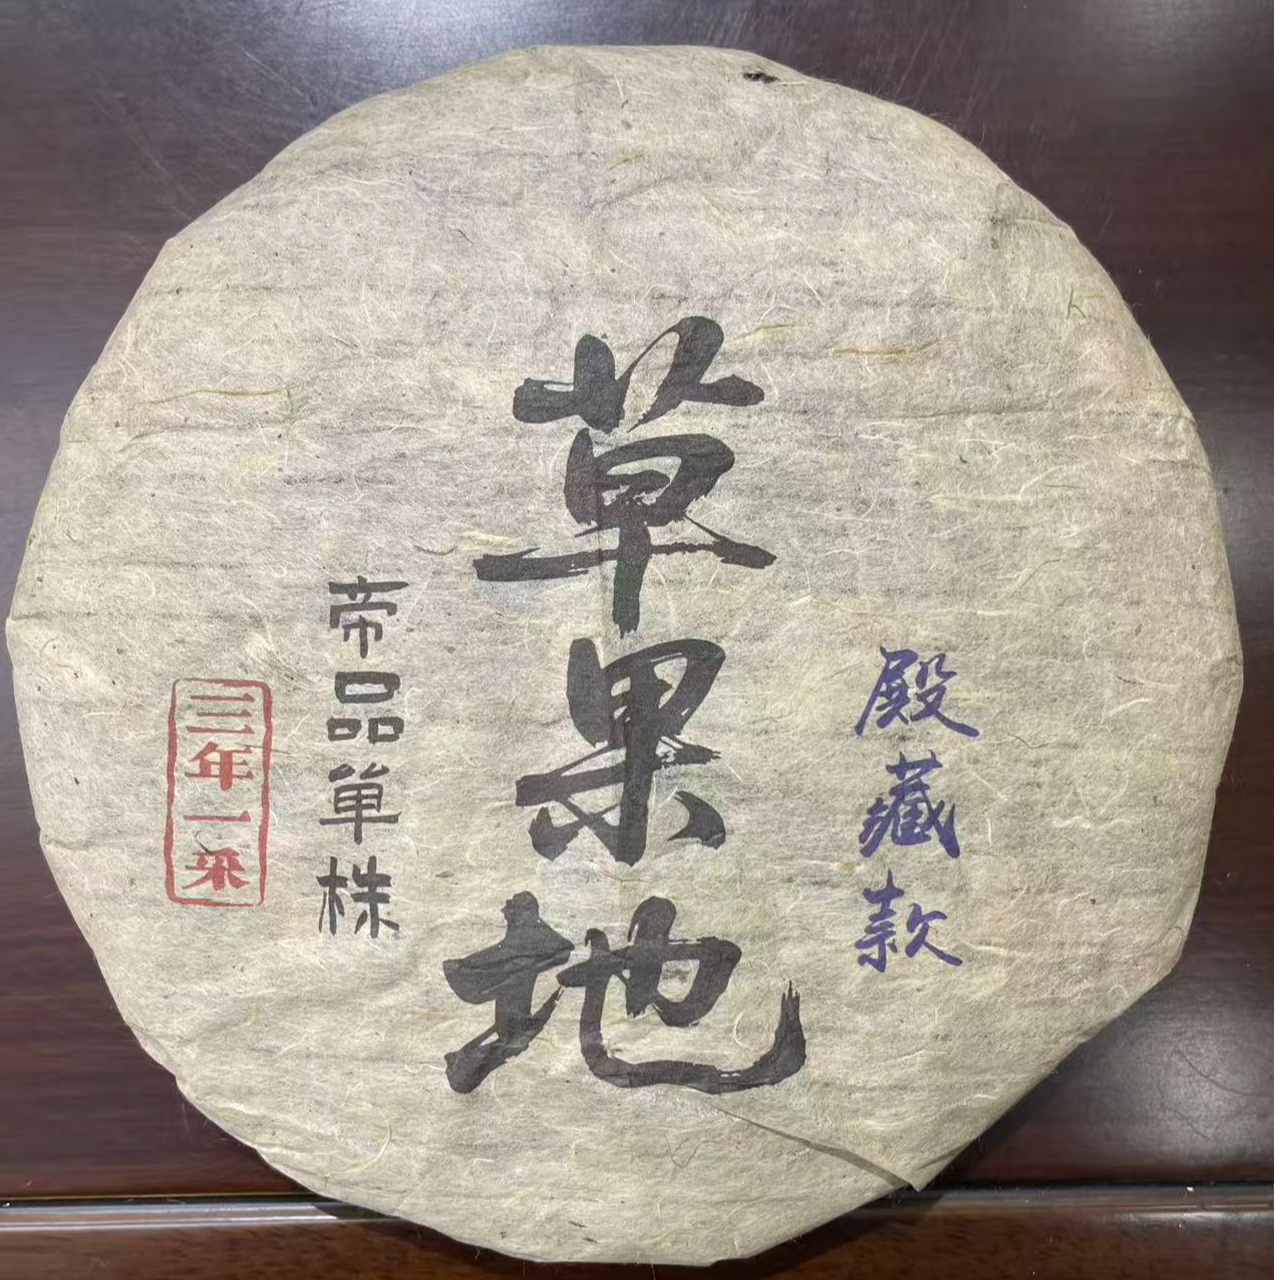 殿藏款
草果地
帝品单株
三年一采